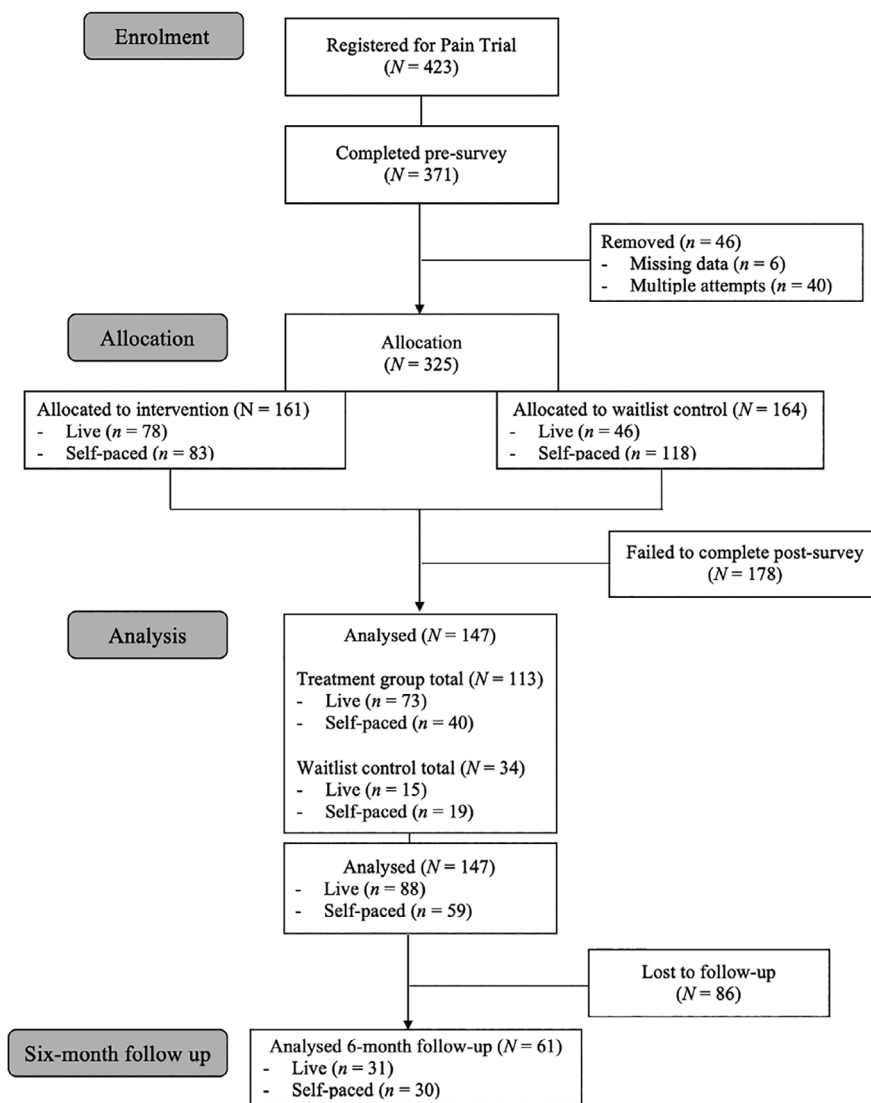 Enrolment
Registered for Pain Trial
(N = 423)
Completed pre-survey
(N = 371)
Removed (n = 46)
- Missing data (n = 6)
- Multiple attempts (n = 40)
Allocation
Allocation
(N = 325)
Allocated to intervention (N = 161)
- Live (n = 78)
- Self-paced (n = 83)
Allocated to waitlist control (N = 164)
- Live (n = 46)
- Self-paced (n = 118)
Failed to complete post-survey
(N = 178)
Analysis
Analysed (N = 147)
Treatment group total (N = 113)
- Live (n = 73)
- Self-paced (n = 40)
Waitlist control total (N = 34)
- Live (n = 15)
- Self-paced (n = 19)
Analysed (N = 147)
- Live (n = 88)
- Self-paced (n = 59)
Lost to follow-up
(N = 86)
Six-month follow up
Analysed 6-month follow-up (N = 61)
- Live (n = 31)
- Self-paced (n = 30)